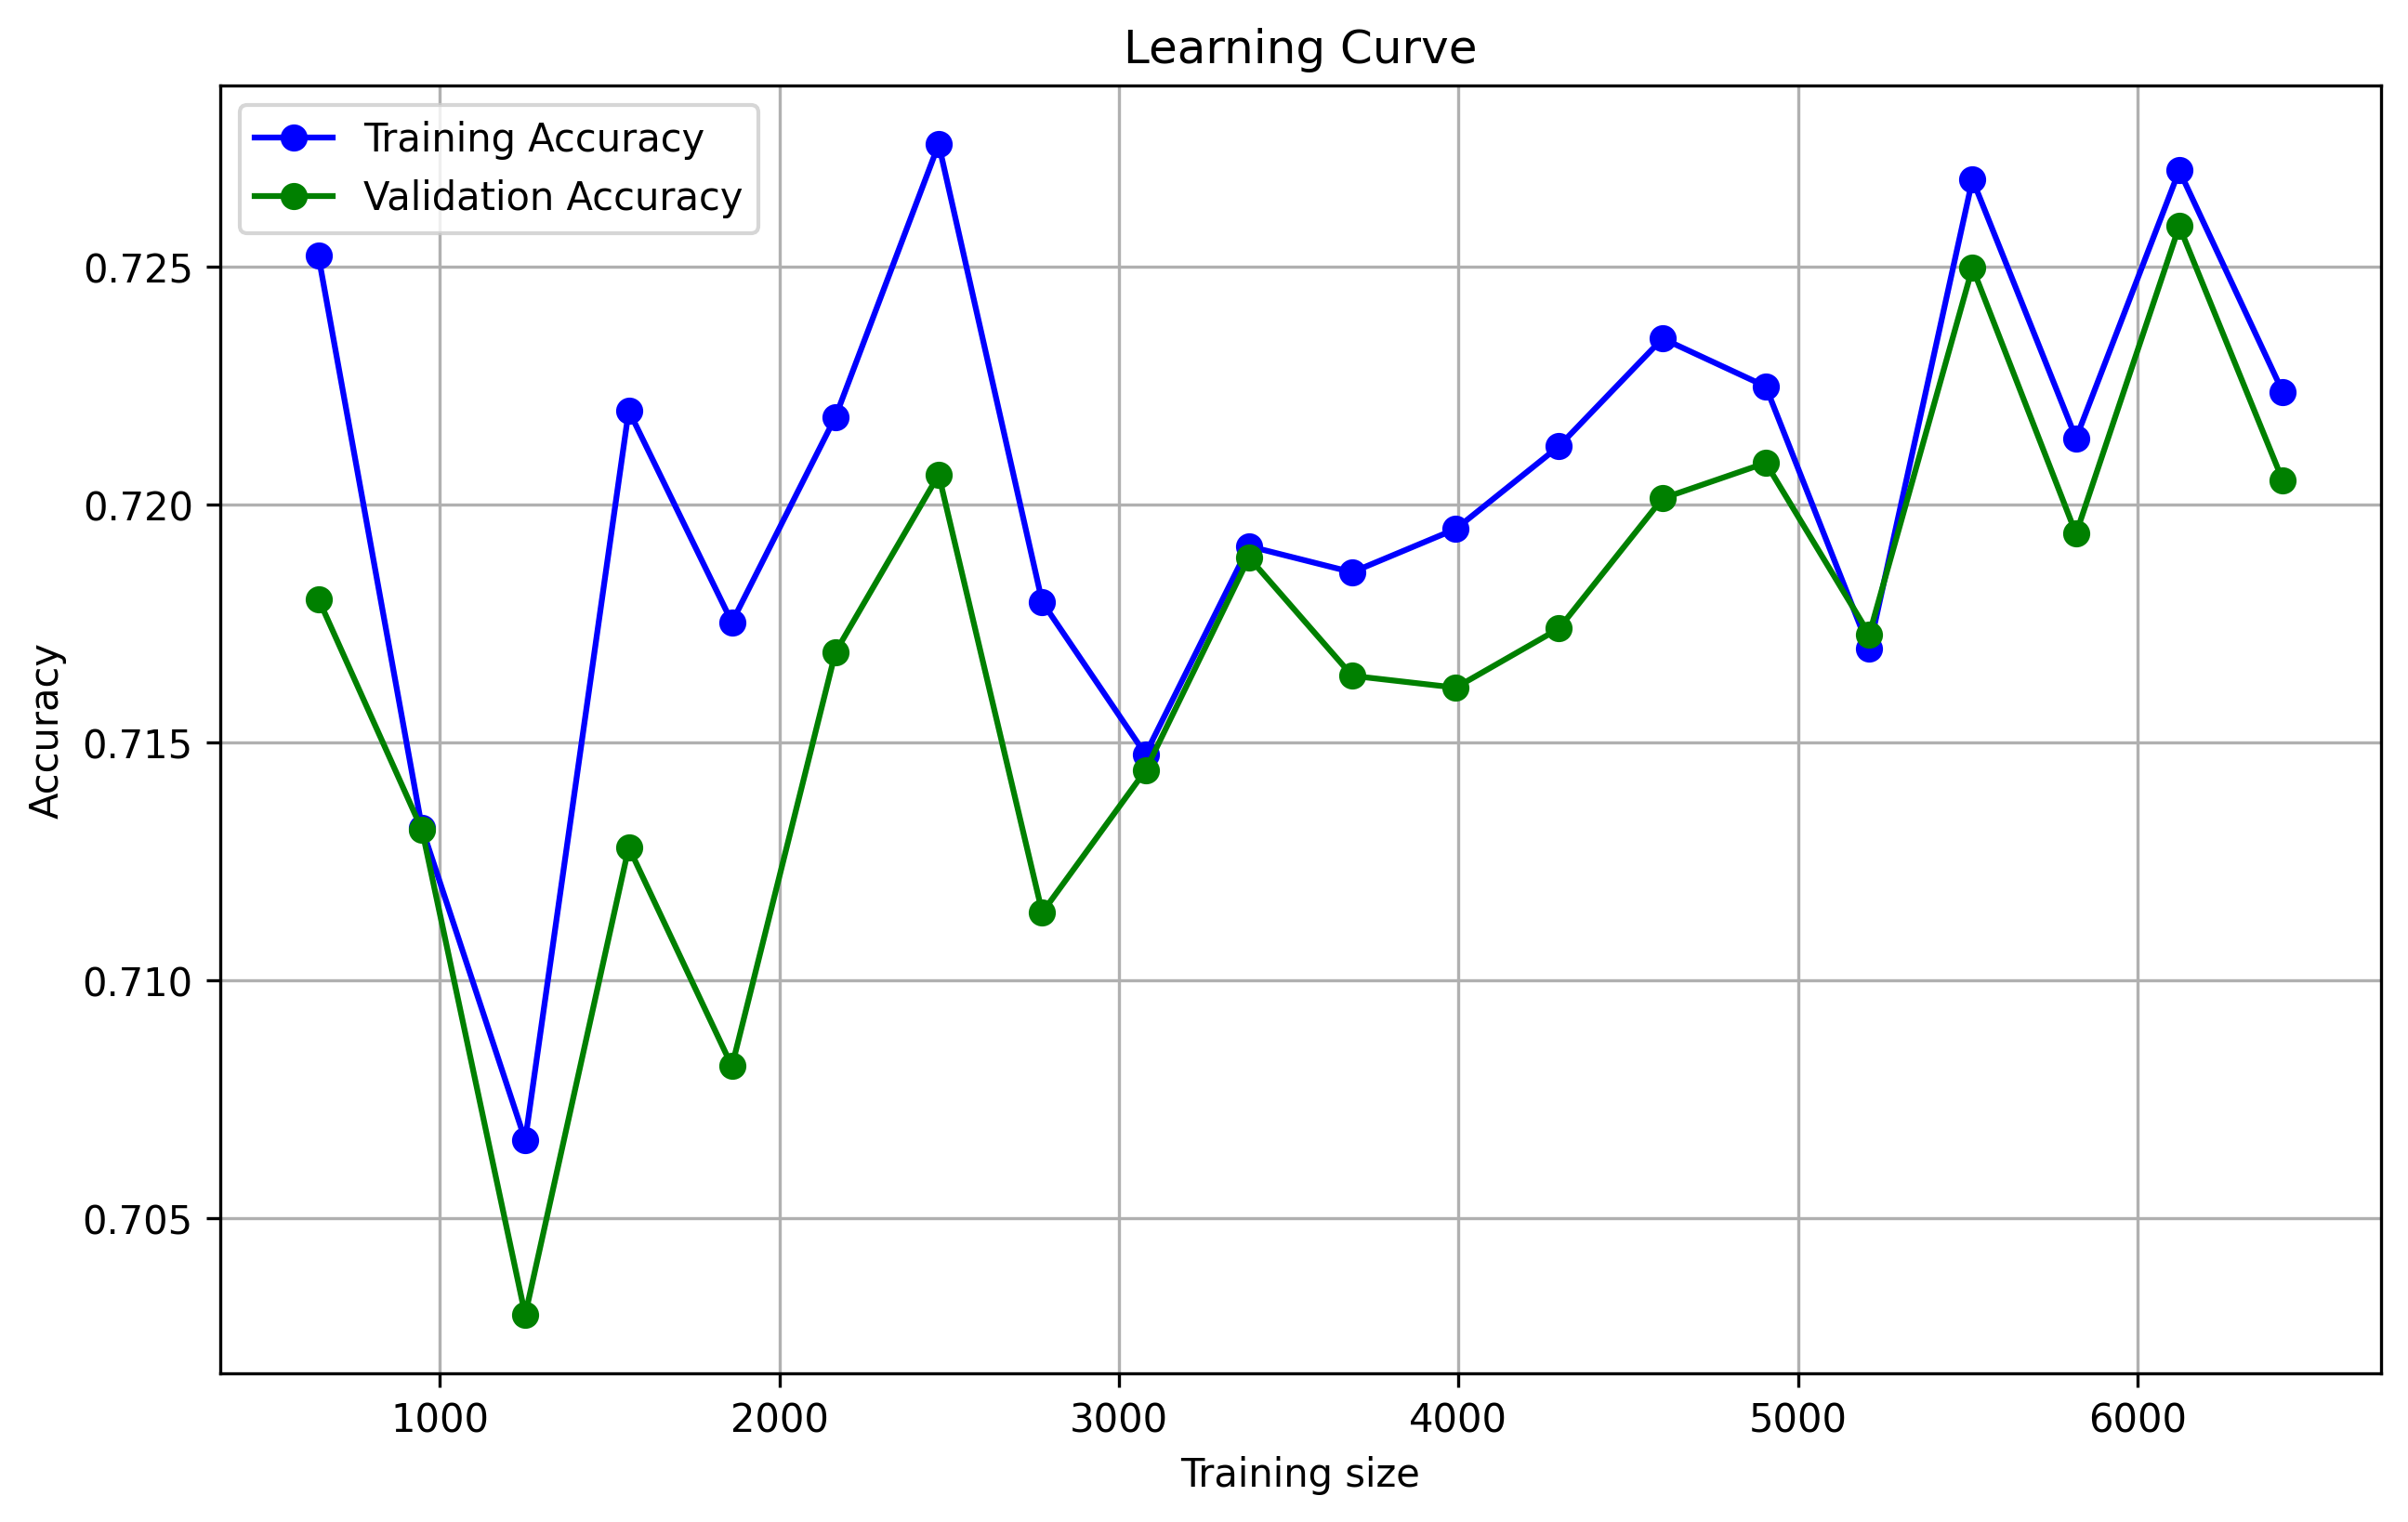 Learning Curve
Training Accuracy
Validation Accuracy
0.725
0.720
0.715
0.710
0.705
Accuracy
1000 2000 3000 4000 5000 6000
Training size